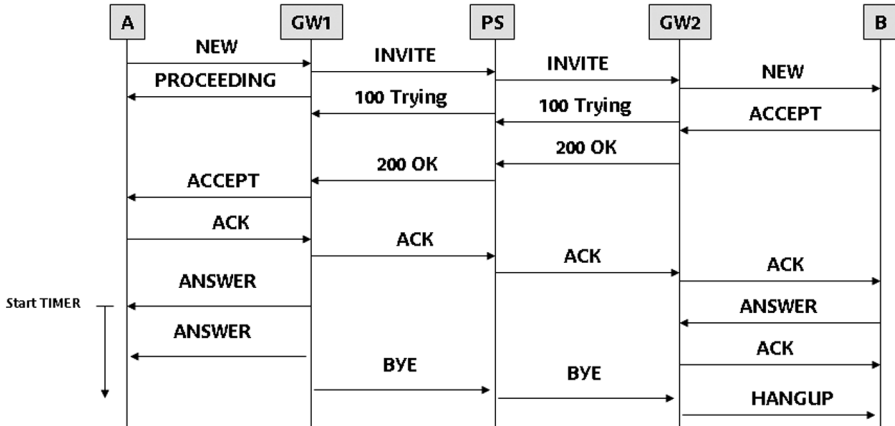 A GW1 PS GW2 B
NEW
INVITE
INVITE
NEW
PROCEEDING
100 Trying
100 Trying
ACCEPT
200 OK
200 OK
ACCEPT
ACK
ACK
ACK
ACK
ANSWER
Start TIMER
ANSWER
ANSWER
ACK
BYE
BYE
HANGUP